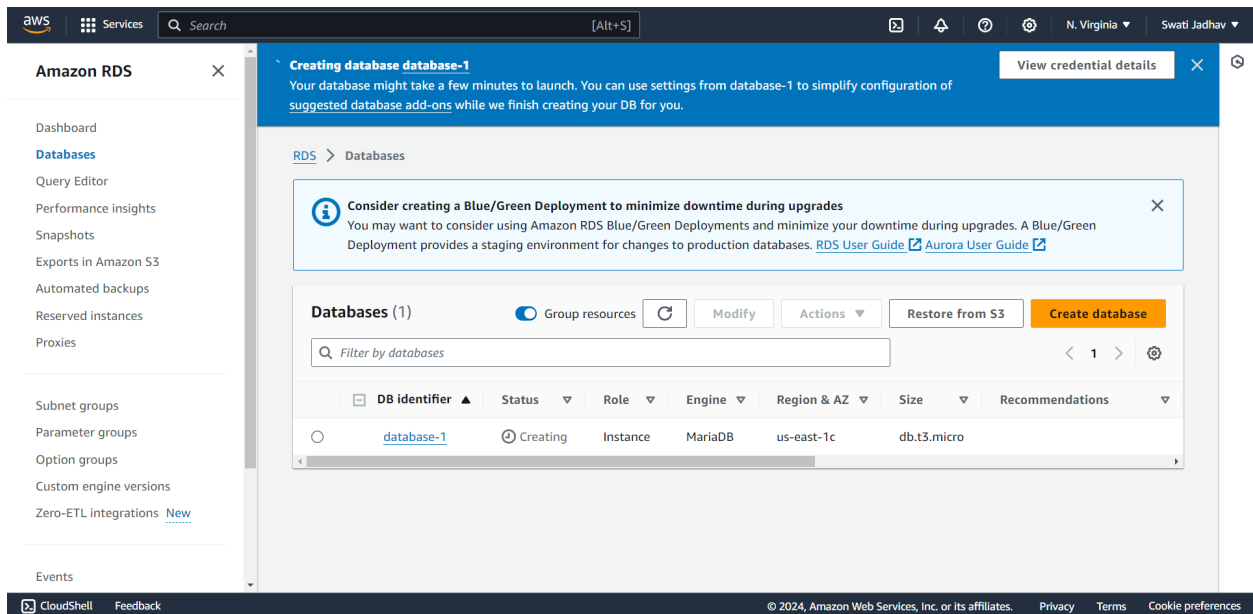 aws
Services
Search
[Alt+S]
N. Virginia
Swati Jadhav
Amazon RDS
Dashboard
Databases
Query Editor
Performance insights
Snapshots
Exports in Amazon S3
Automated backups
Reserved instances
Proxies
Subnet groups
Parameter groups
Option groups
Custom engine versions
Zero-ETL integrations New
Events
Creating database database-1
Your database might take a few minutes to launch. You can use settings from database-1 to simplify configuration of
suggested database add-ons while we finish creating your DB for you.
View credential details
RDS > Databases
Consider creating a Blue/Green Deployment to minimize downtime during upgrades
You may want to consider using Amazon RDS Blue/Green Deployments and minimize your downtime during upgrades. A Blue/Green
Deployment provides a staging environment for changes to production databases. RDS User Guide Aurora User Guide
Databases (1)
Group resources
Modify
Actions
Restore from S3
Create database
Filter by databases
1
DB identifier Status Role Engine Region & AZ Size Recommendations
database-1 Creating Instance MariaDB us-east-1c db.t3.micro
CloudShell Feedback
© 2024, Amazon Web Services, Inc. or its affiliates. Privacy Terms Cookie preferences